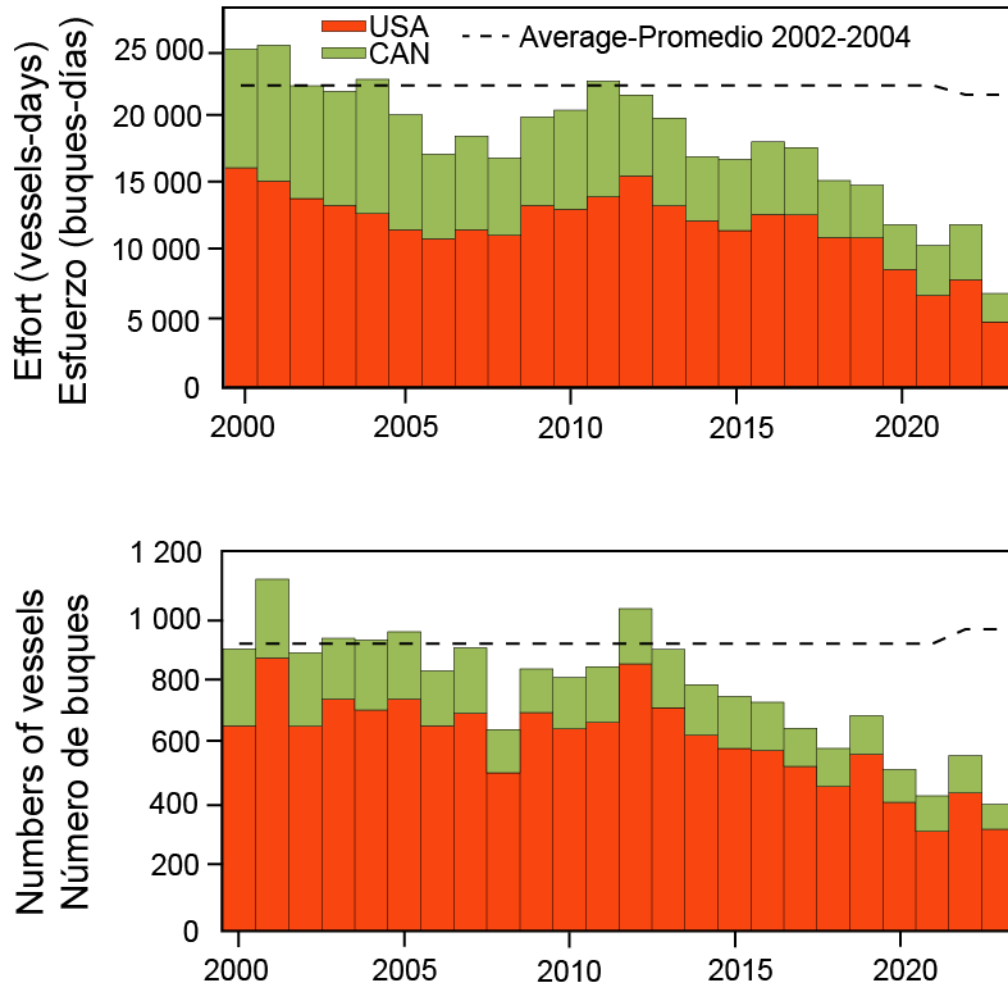 Effort (vessels-days)
Esfuerzo (buques-días)
USA
CAN
Average-Promedio 2002-2004
25 000
20 000
15 000
10 000
5 000
0
2000 2005 2010 2015 2020
Numbers of vessels
Número de buques
1 200
1 000
800
600
400
200
0
2000 2005 2010 2015 2020